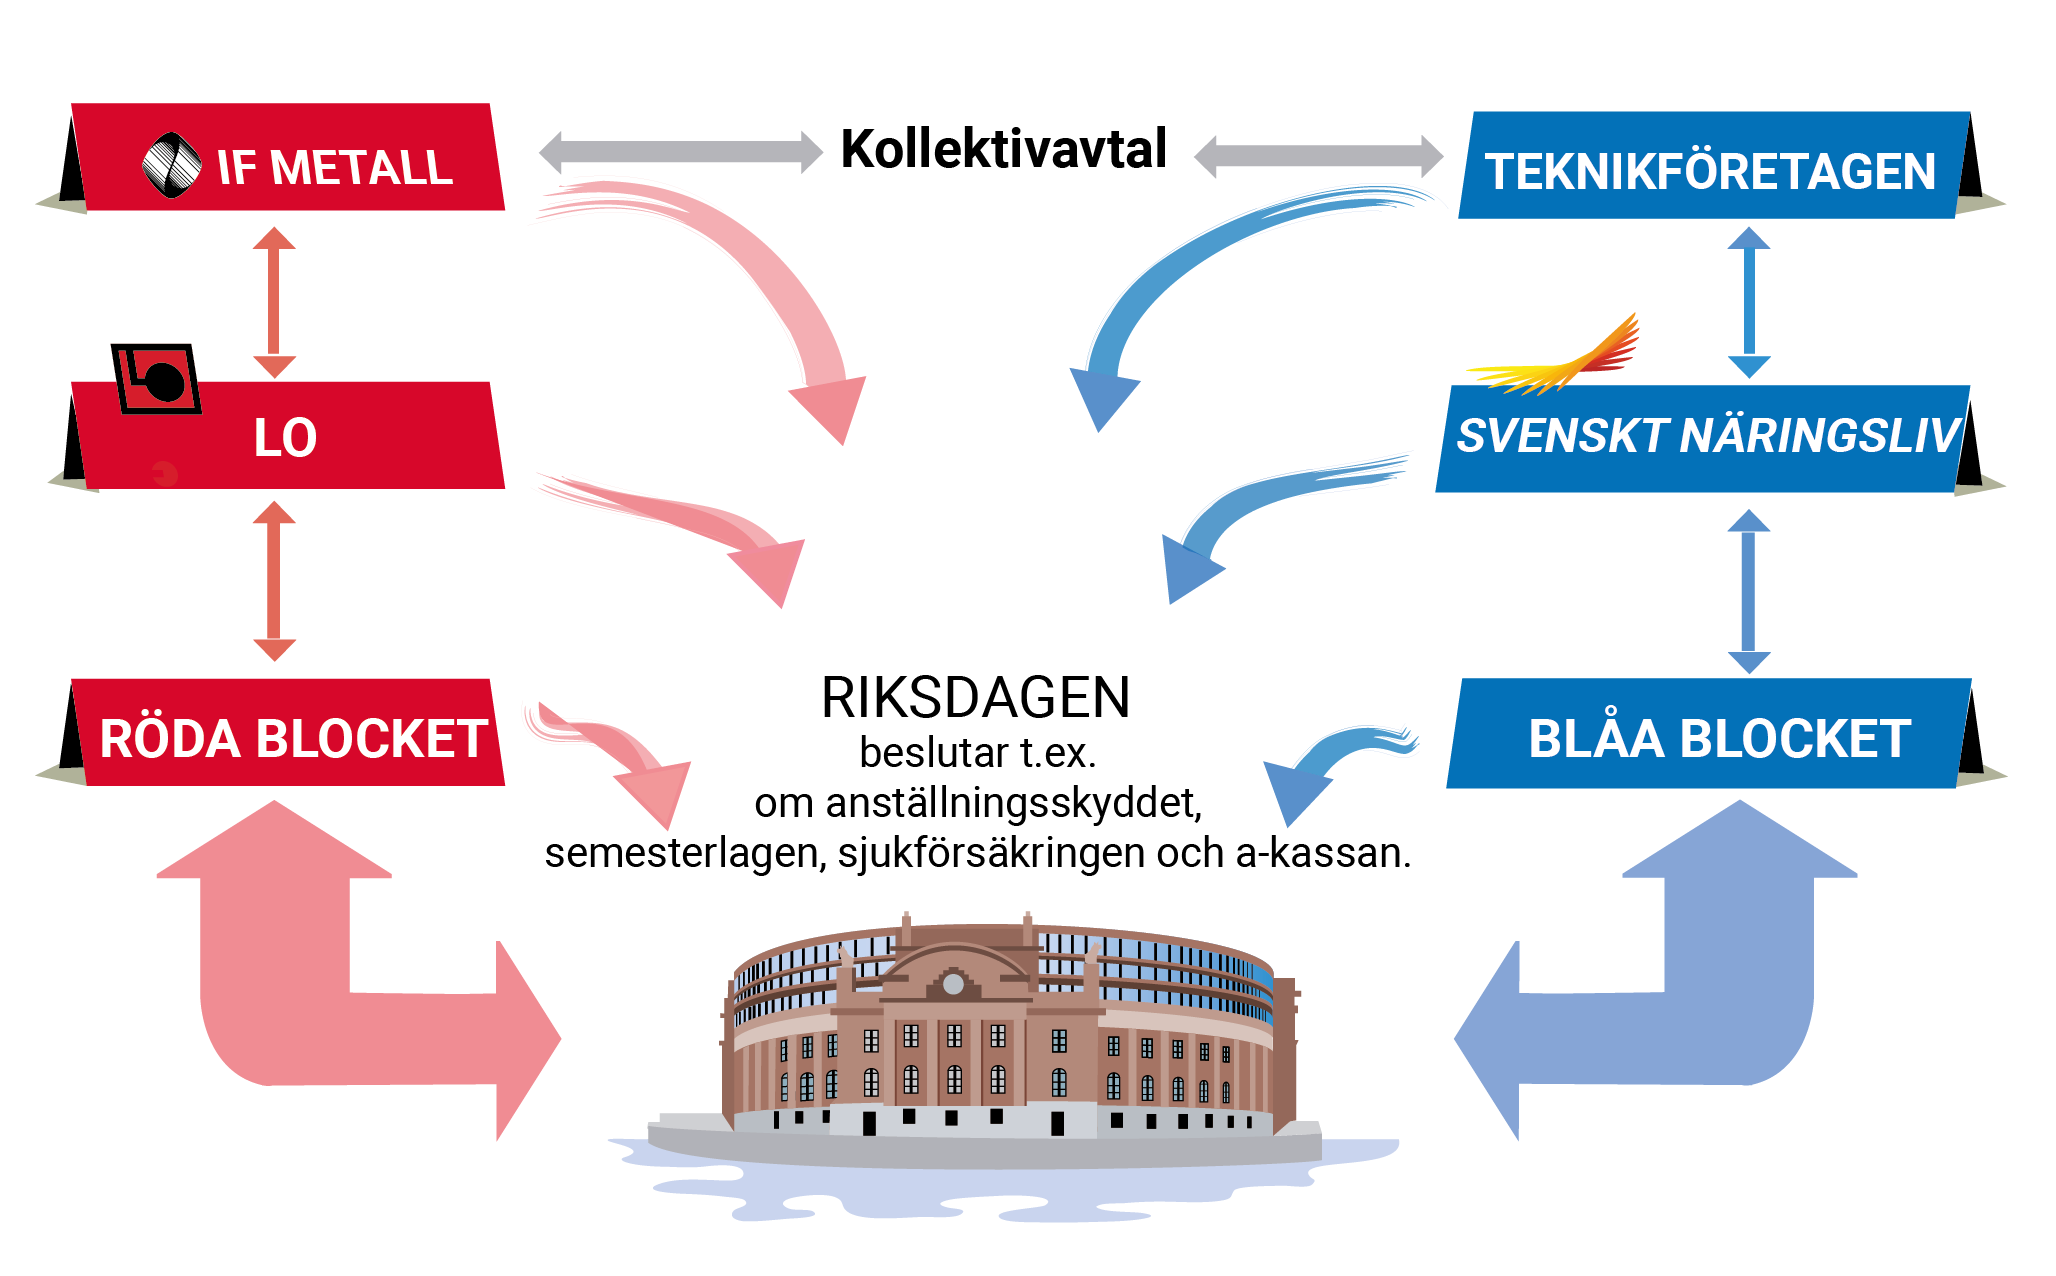 IF METALL
Kollektivavtal
TEKNIKFÖRETAGEN
LO
SVENSKT NÄRINGSLIV
RÖDA BLOCKET
BLÅA BLOCKET
RIKSDAGEN
beslutar t.ex.
om anställningsskyddet,
semesterlagen, sjukförsäkringen och a-kassan.